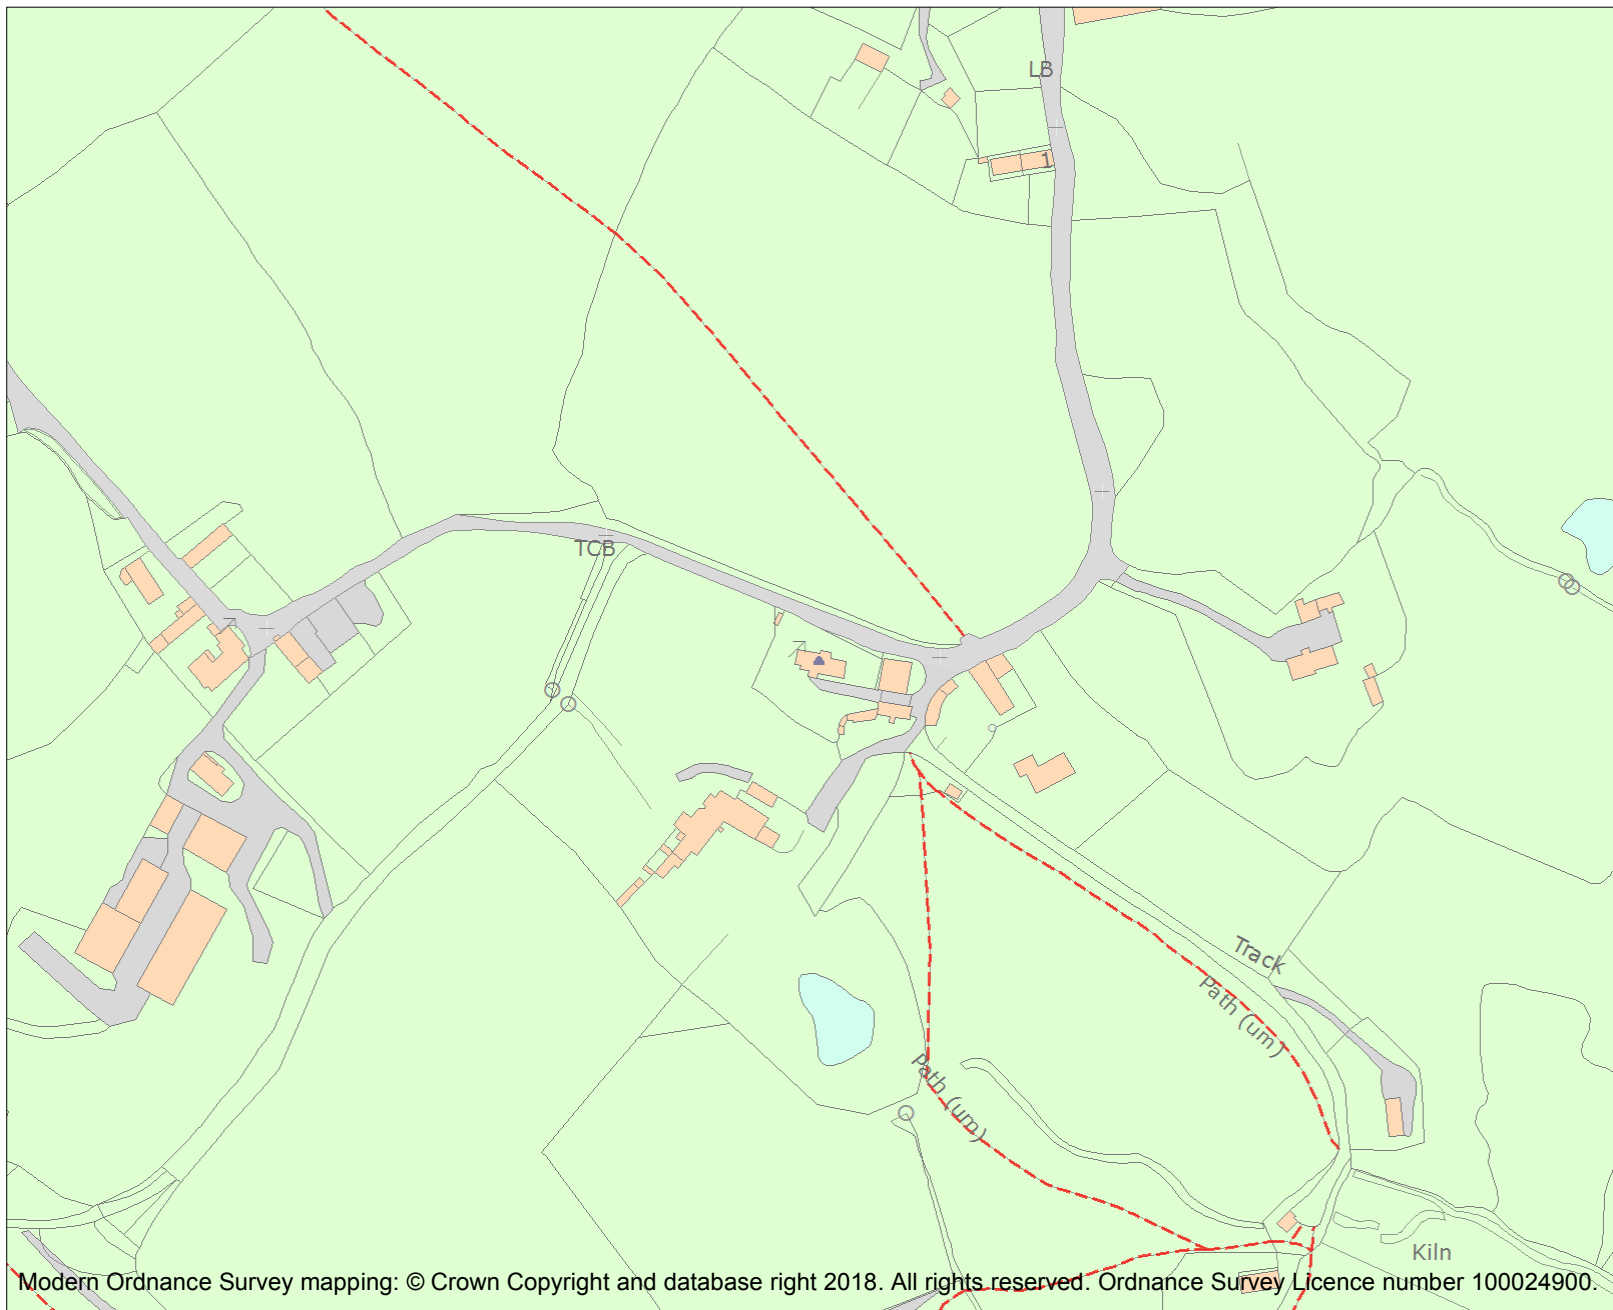 LB
1
TCB
Track
Path (um)
Path (um)
Kiln
Modern Ordnance Survey mapping: © Crown Copyright and database right 2018. All rights reserved. Ordnance Survey Licence number 100024900.